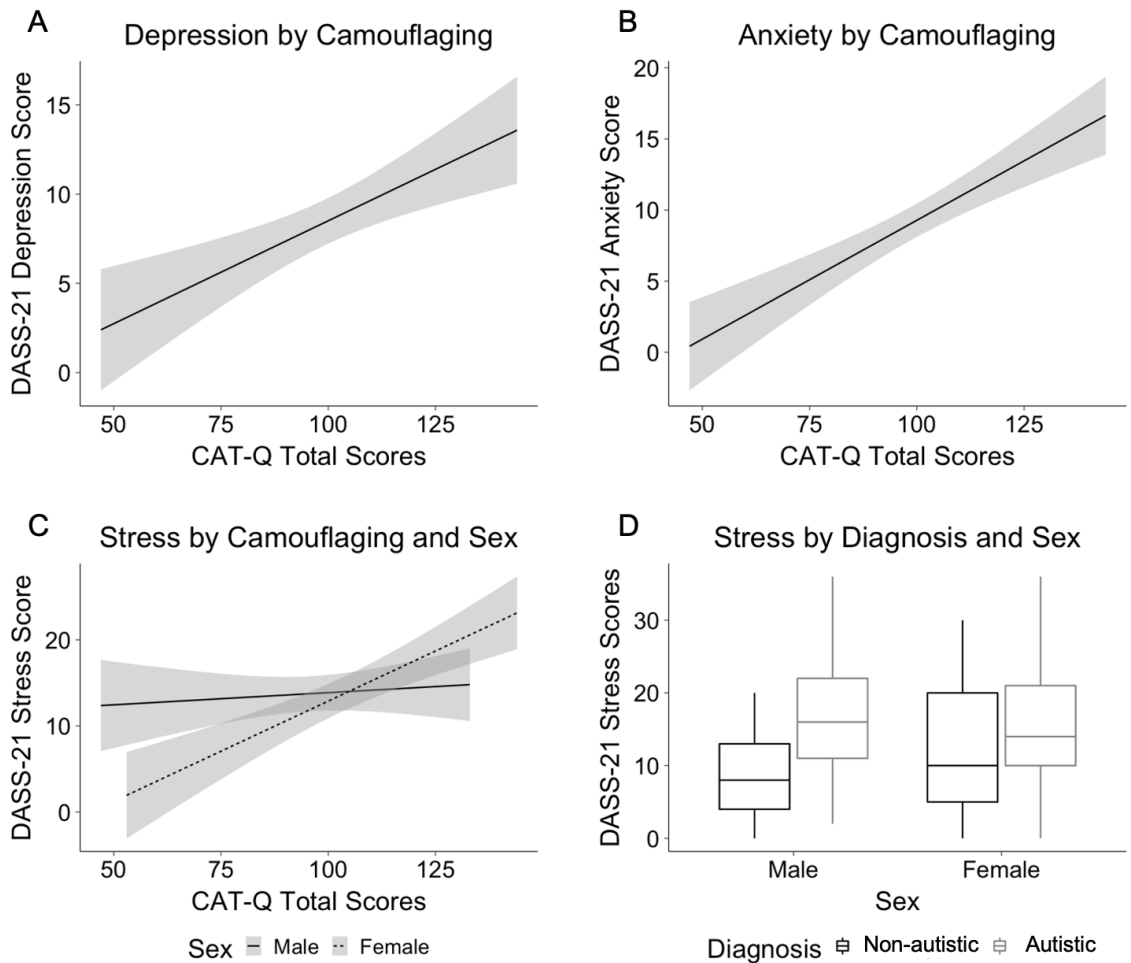 A
Depression by Camouflaging
DASS-21 Depression Score
15
10
5
0
50 75 100 125
CAT-Q Total Scores
B
Anxiety by Camouflaging
DASS-21 Anxiety Score
20
15
10
5
0
50 75 100 125
CAT-Q Total Scores
C
Stress by Camouflaging and Sex
DASS-21 Stress Score
20
10
0
50 75 100 125
CAT-Q Total Scores
Sex Male Female
D
Stress by Diagnosis and Sex
DASS-21 Stress Scores
30
20
10
0
Male Female
Sex
Diagnosis Non-autistic Autistic